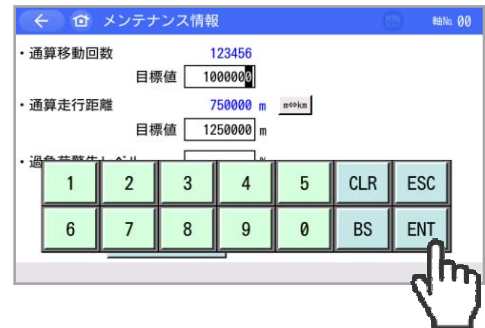 メンテナンス情報 軸No. 00
・通算移動回数 123456
目標値 1000000
・通算走行距離 750000 m m⇔km
目標値 1250000 m
1 2 3 4 5 CLR ESC
6 7 8 9 0 BS ENT